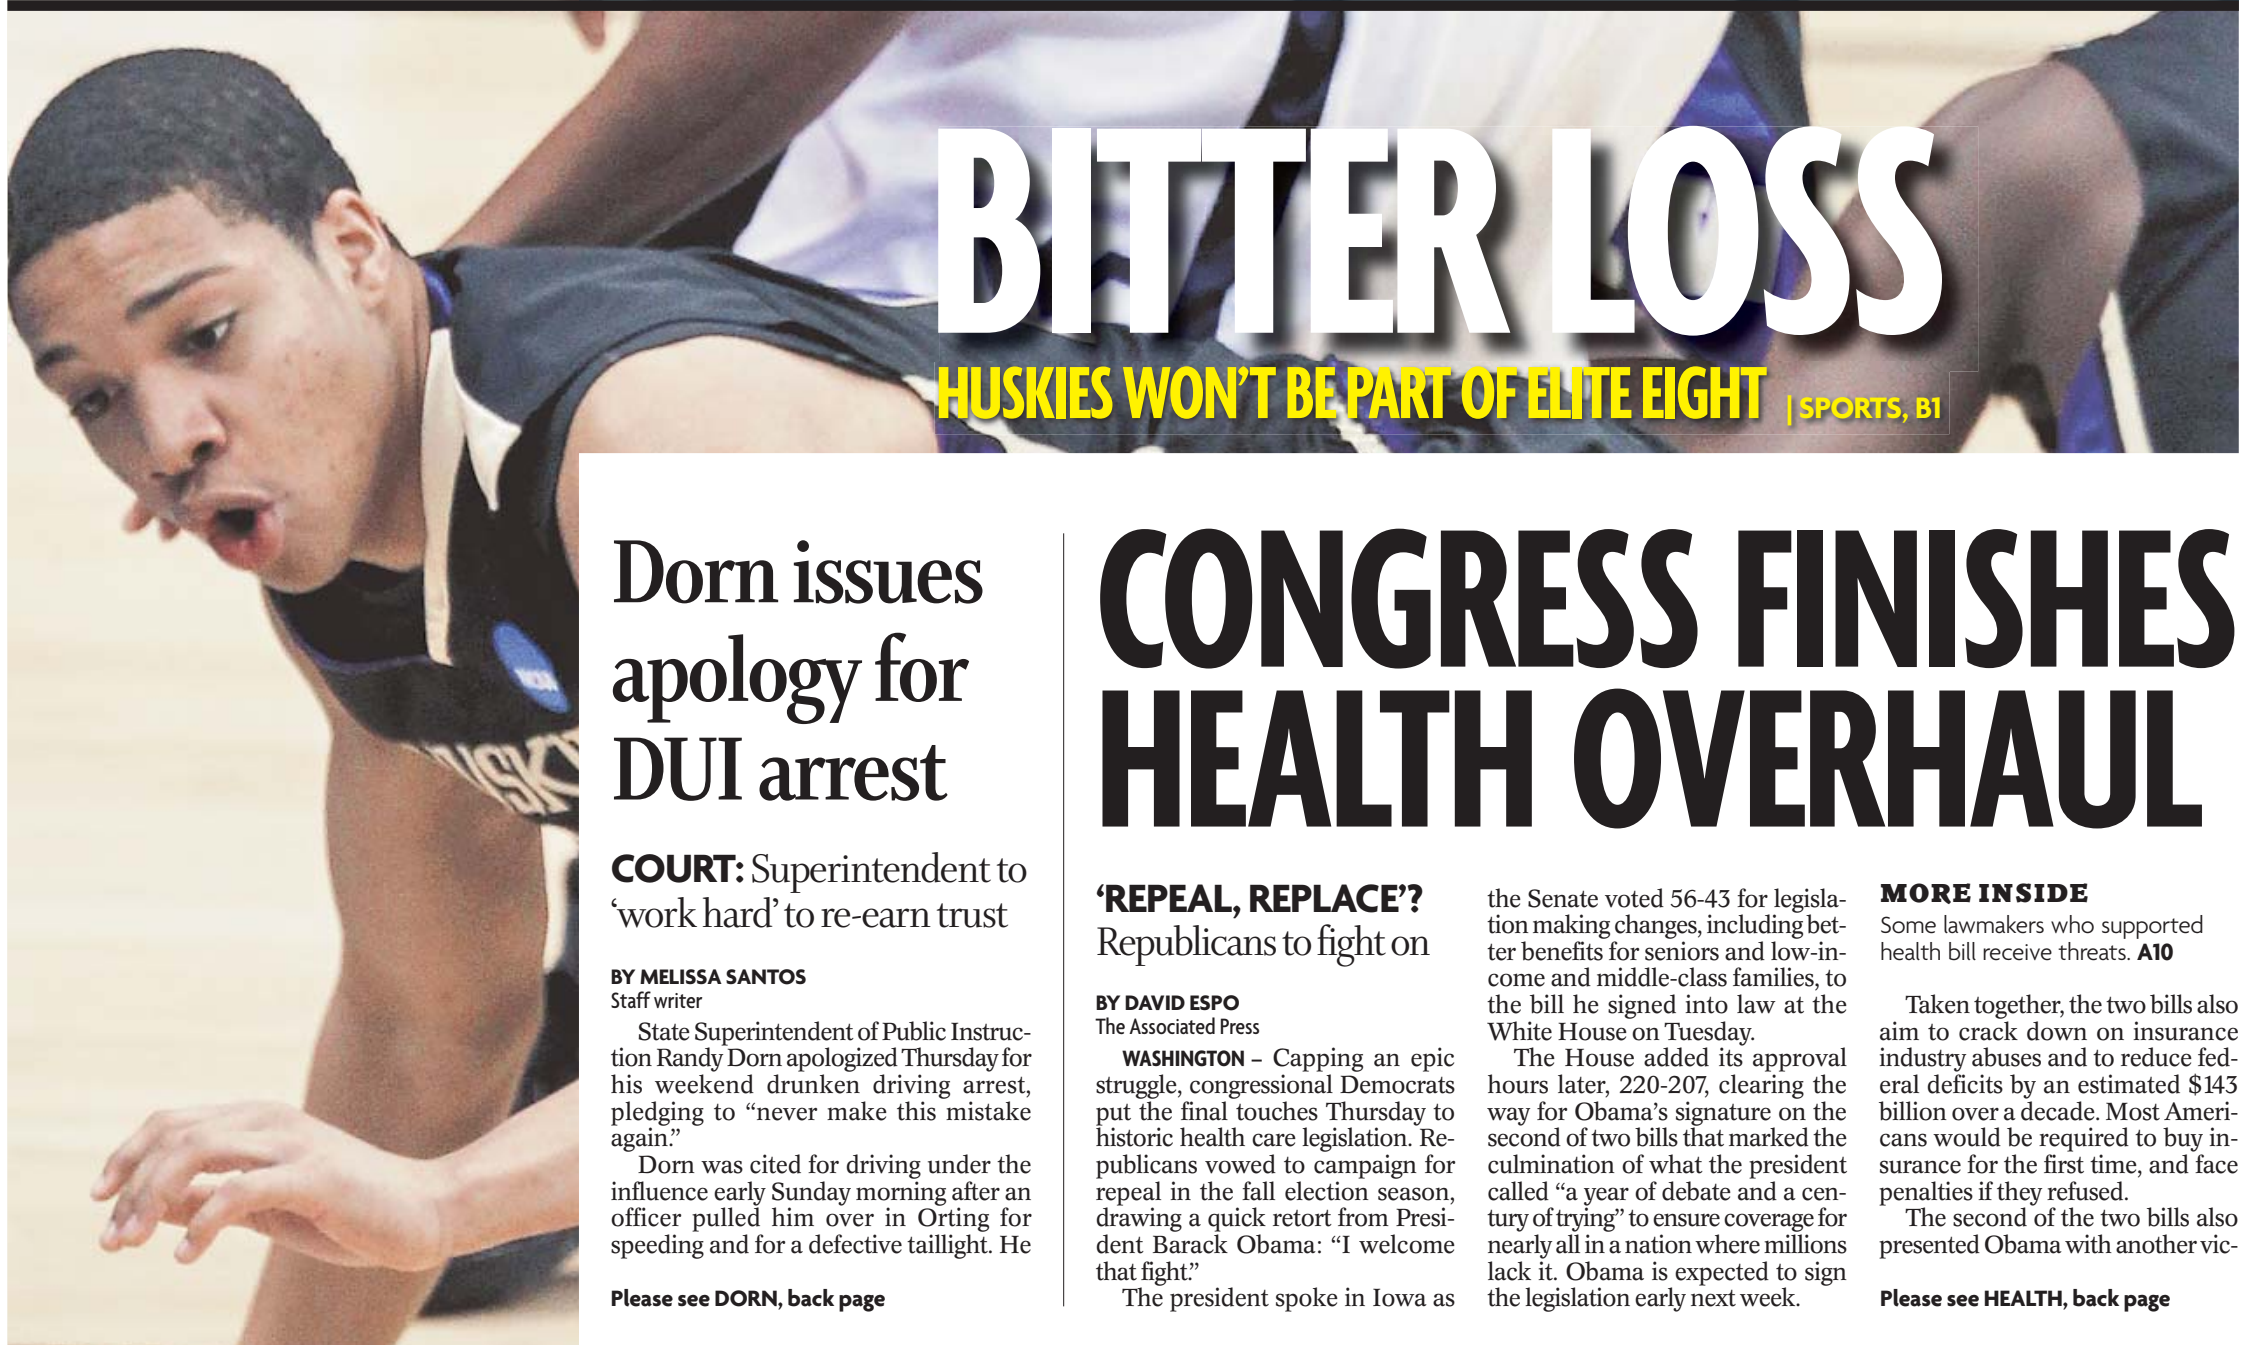 BITTER LOSS
HUSKIES WON'T BE PART OF ELITE EIGHT | SPORTS, B1
Dorn issues
apology for
DUI arrest
COURT: Superintendent to
‘work hard’ to re-earn trust
BY MELISSA SANTOS
Staff writer
State Superintendent of Public Instruc-
tion Randy Dorn apologized Thursday for
his weekend drunken driving arrest,
pledging to “never make this mistake
again.”
Dorn was cited for driving under the
influence early Sunday morning after an
officer pulled him over in Orting for
speeding and for a defective taillight. He
Please see DORN, back page
CONGRESS FINISHES
HEALTH OVERHAUL
‘REPEAL, REPLACE’?
Republicans to fight on
BY DAVID ESPO
The Associated Press
WASHINGTON – Capping an epic
struggle, congressional Democrats
put the final touches Thursday to
historic health care legislation. Re-
publicans vowed to campaign for
repeal in the fall election season,
drawing a quick retort from Presi-
dent Barack Obama: “I welcome
that fight.”
The president spoke in Iowa as
the Senate voted 56-43 for legisla-
tion making changes, including bet-
ter benefits for seniors and low-in-
come and middle-class families, to
the bill he signed into law at the
White House on Tuesday.
The House added its approval
hours later, 220-207, clearing the
way for Obama’s signature on the
second of two bills that marked the
culmination of what the president
called “a year of debate and a cen-
tury of trying” to ensure coverage for
nearly all in a nation where millions
lack it. Obama is expected to sign
the legislation early next week.
MORE INSIDE
Some lawmakers who supported
health bill receive threats. A10
Taken together, the two bills also
aim to crack down on insurance
industry abuses and to reduce fed-
eral deficits by an estimated $143
billion over a decade. Most Ameri-
cans would be required to buy in-
surance for the first time, and face
penalties if they refused.
The second of the two bills also
presented Obama with another vic-
Please see HEALTH, back page